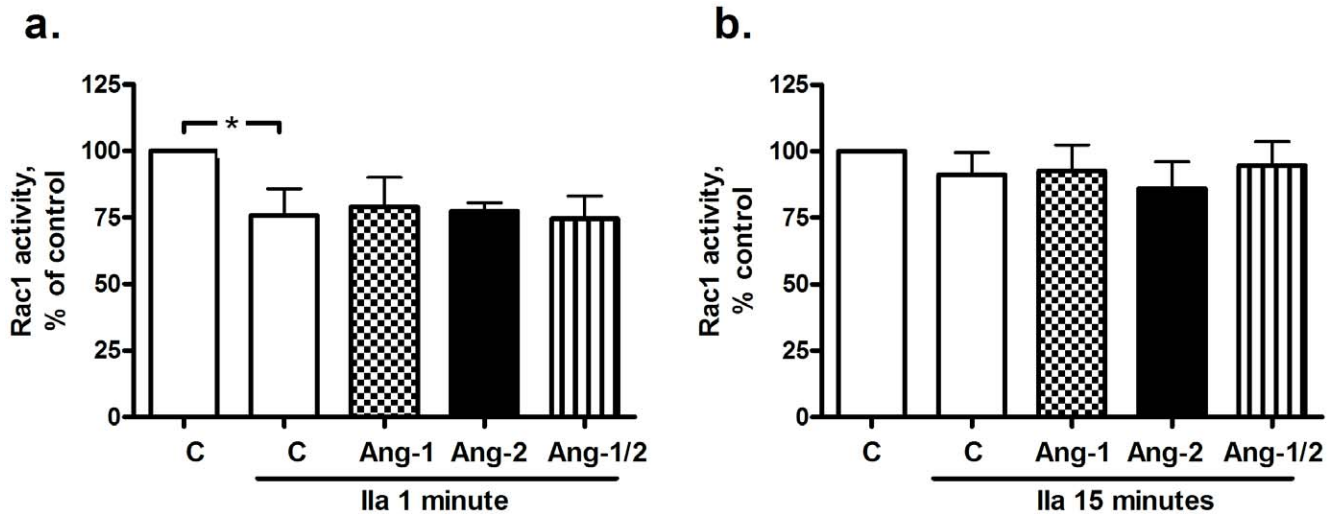 a.
125
100
75
50
25
0
Rac1 activity,
% of control
*
C C Ang-1 Ang-2 Ang-1/2
IIa 1 minute
b.
125
100
75
50
25
0
Rac1 activity,
% control
C C Ang-1 Ang-2 Ang-1/2
IIa 15 minutes